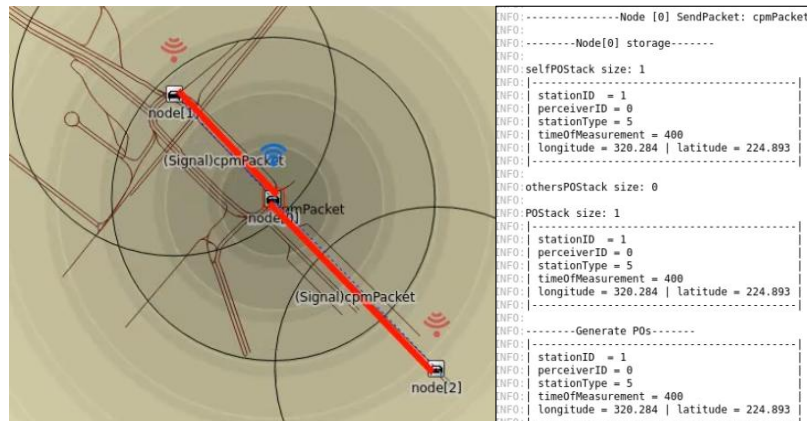 node[1]
(Signal)cpmPacket
cpmPacket
node[0]
(Signal)cpmPacket
node[2]
INFO:---------------Node [0] SendPacket: cpmPacket
INFO:
INFO:--------Node[0] storage-------
INFO:
INFO:selfPOStack size: 1
INFO:|-----------------------------------------|
INFO:| stationID = 1 |
INFO:| perceiverID = 0 |
INFO:| stationType = 5 |
INFO:| timeOfMeasurement = 400 |
INFO:| longitude = 320.284 | latitude = 224.893 |
INFO:|-----------------------------------------|
INFO:
INFO:othersPOStack size: 0
INFO:
INFO:POStack size: 1
INFO:|-----------------------------------------|
INFO:| stationID = 1 |
INFO:| perceiverID = 0 |
INFO:| stationType = 5 |
INFO:| timeOfMeasurement = 400 |
INFO:| longitude = 320.284 | latitude = 224.893 |
INFO:|-----------------------------------------|
INFO:
INFO:--------Generate POs-------
INFO:|-----------------------------------------|
INFO:| stationID = 1 |
INFO:| perceiverID = 0 |
INFO:| stationType = 5 |
INFO:| timeOfMeasurement = 400 |
INFO:| longitude = 320.284 | latitude = 224.893 |